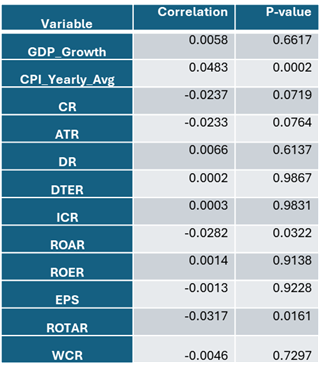 Variable Correlation P-value
GDP_Growth 0.0058 0.6617
CPI_Yearly_Avg 0.0483 0.0002
CR -0.0237 0.0719
ATR -0.0233 0.0764
DR 0.0066 0.6137
DTER 0.0002 0.9867
ICR 0.0003 0.9831
ROAR -0.0282 0.0322
ROER 0.0014 0.9138
EPS -0.0013 0.9228
ROTAR -0.0317 0.0161
WCR -0.0046 0.7297